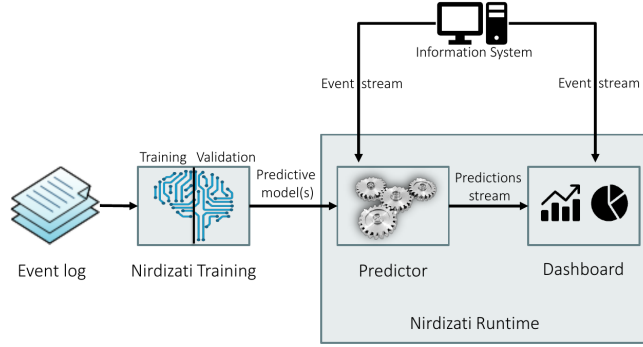 Information System
Event stream
Event stream
Training Validation
Predictive
model(s)
Predictions
stream
Event log
Nirdizati Training
Predictor
Dashboard
Nirdizati Runtime